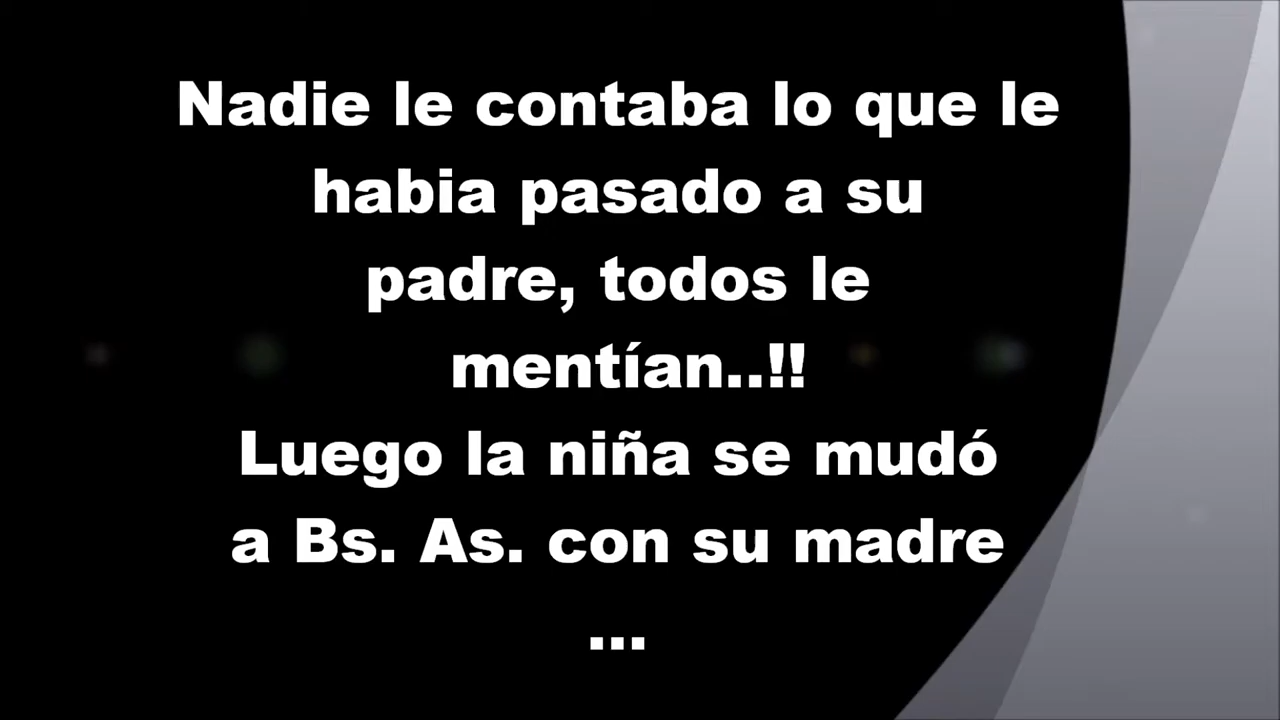 Nadie le contaba lo que le
habia pasado a su
padre, todos le
mentían..!!
Luego la niña se mudó
a Bs. As. con su madre
...